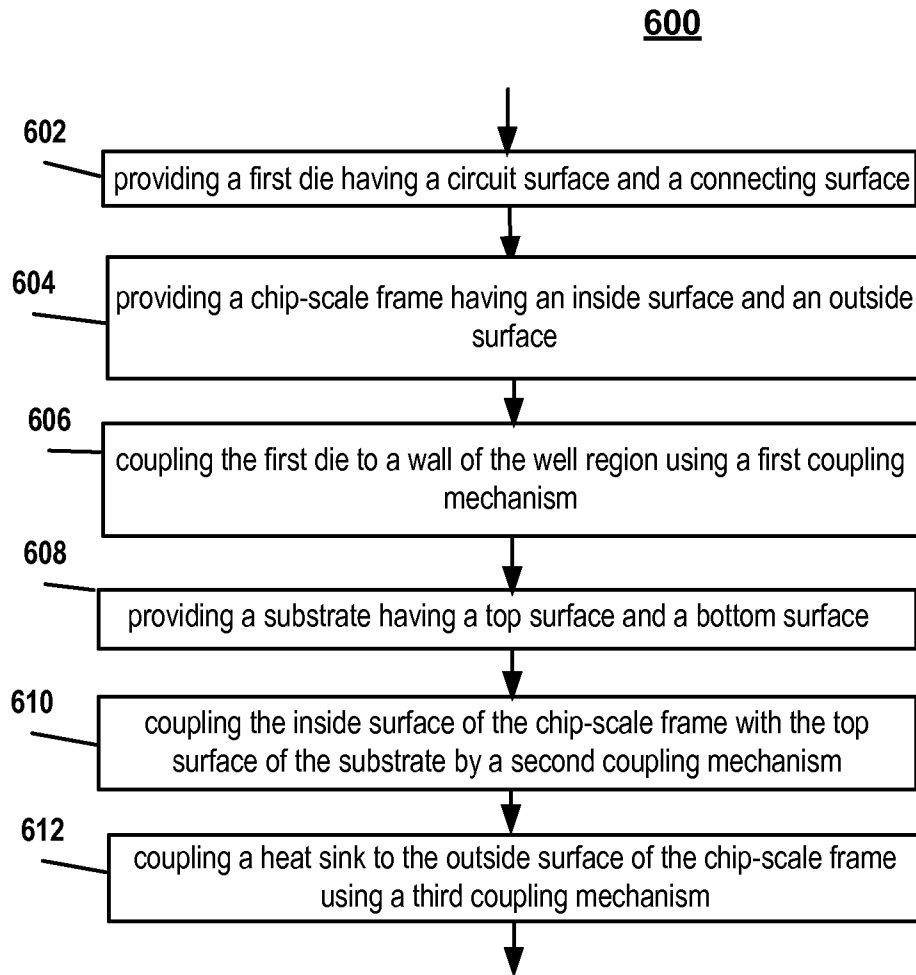 600
602
providing a first die having a circuit surface and a connecting surface
604
providing a chip-scale frame having an inside surface and an outside
surface
606
coupling the first die to a wall of the well region using a first coupling
mechanism
608
providing a substrate having a top surface and a bottom surface
610
coupling the inside surface of the chip-scale frame with the top
surface of the substrate by a second coupling mechanism
612
coupling a heat sink to the outside surface of the chip-scale frame
using a third coupling mechanism